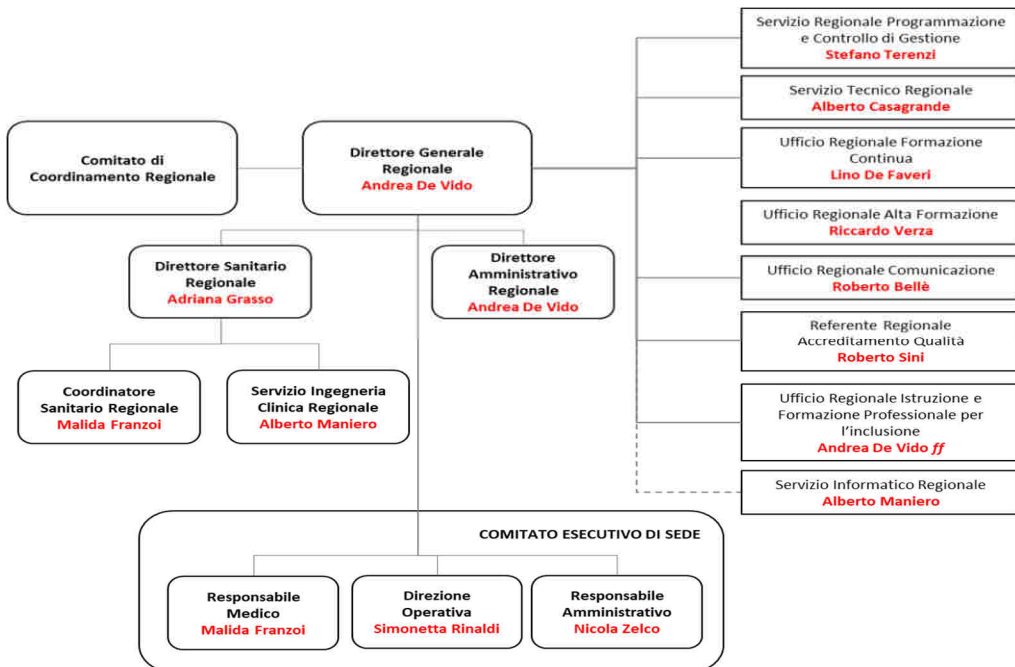 Servizio Regionale Programmazione
e Controllo di Gestione
Stefano Terenzi
Servizio Tecnico Regionale
Alberto Casagrande
Ufficio Regionale Formazione
Continua
Lino De Faveri
Ufficio Regionale Alta Formazione
Riccardo Verza
Ufficio Regionale Comunicazione
Roberto Bellè
Referente Regionale
Accreditamento Qualità
Roberto Sini
Ufficio Regionale Istruzione e
Formazione Professionale per
l'inclusione
Andrea De Vido ff
Servizio Informatico Regionale
Alberto Maniero
Comitato di
Coordinamento Regionale
Direttore Generale
Regionale
Andrea De Vido
Direttore Sanitario
Regionale
Adriana Grasso
Direttore
Amministrativo
Regionale
Andrea De Vido
Coordinatore
Sanitario Regionale
Malida Franzoi
Servizio Ingegneria
Clinica Regionale
Alberto Maniero
COMITATO ESECUTIVO DI SEDE
Responsabile
Medico
Malida Franzoi
Direzione
Operativa
Simonetta Rinaldi
Responsabile
Amministrativo
Nicola Zelco